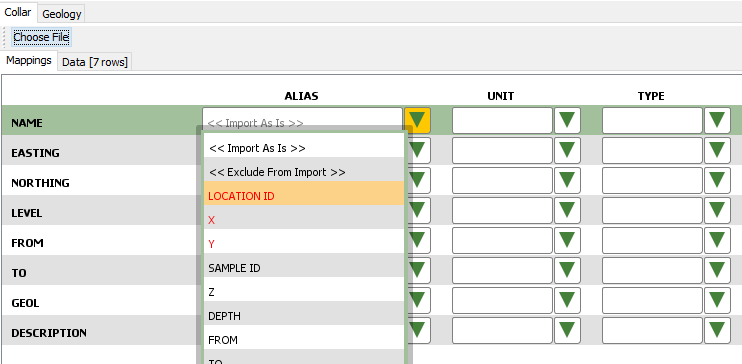 Collar Geology
Choose File
Mappings Data [7 rows]
ALIAS UNIT TYPE
NAME << Import As Is >>
EASTING << Import As Is >>
<< Exclude From Import >>
NORTHING LOCATION ID
LEVEL X
FROM Y
TO SAMPLE ID
GEOL Z
DESCRIPTION DEPTH
FROM
TO